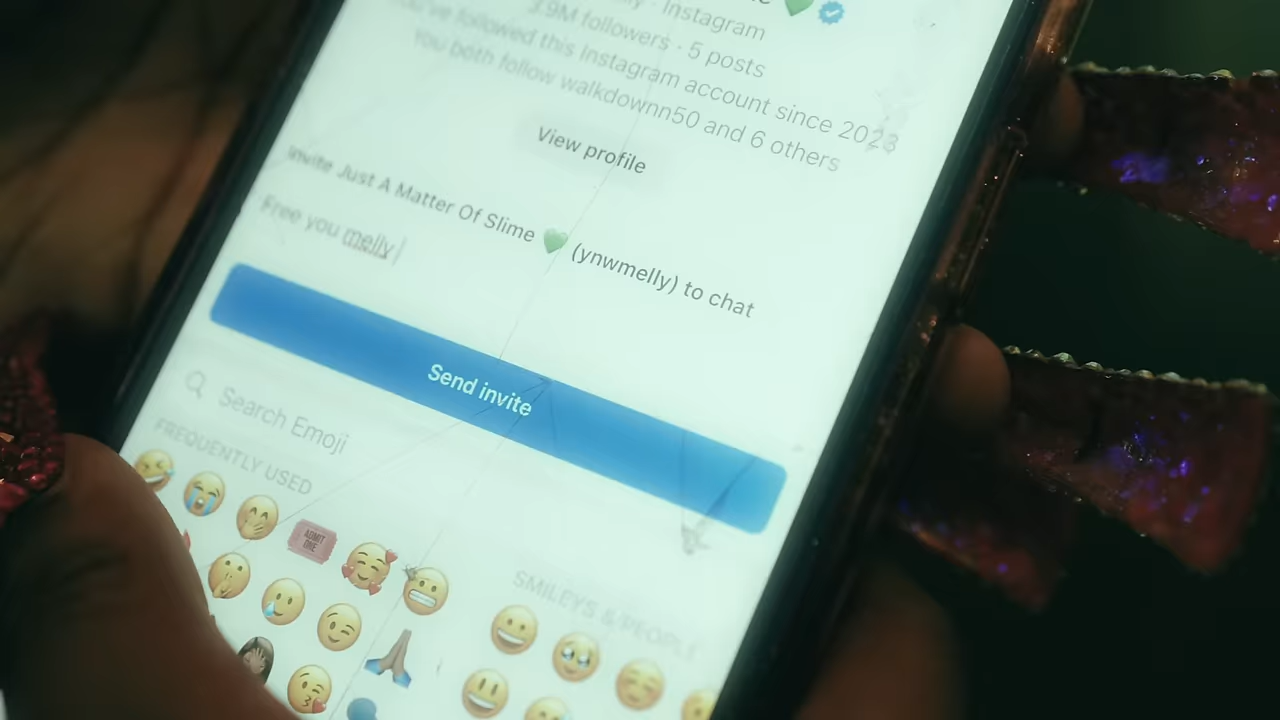 Instagram
3.9M followers · 5 posts
You've followed this Instagram account since 2023
You both follow walkdownn50 and 6 others
View profile
Invite Just A Matter Of Slime 💚 (ynwmelly) to chat
Free you melly
Send invite
Search Emoji
FREQUENTLY USED
ADMIT ONE
SMILEYS & PEOPLE